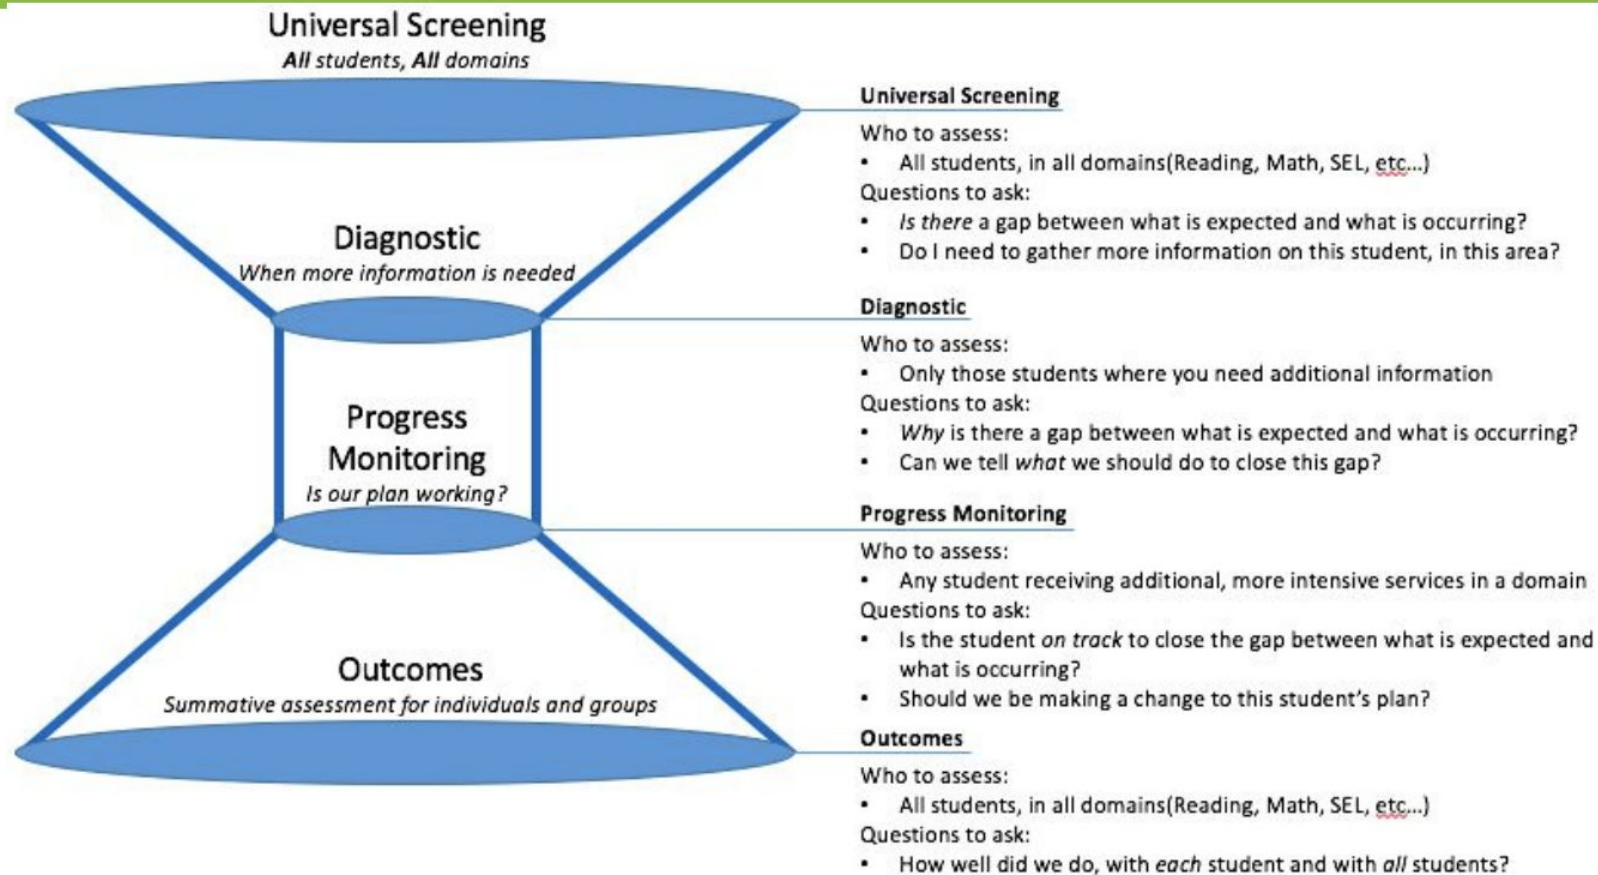 Universal Screening
All students, All domains
Diagnostic
When more information is needed
Progress
Monitoring
Is our plan working?
Outcomes
Summative assessment for individuals and groups
Universal Screening
Who to assess:
• All students, in all domains(Reading, Math, SEL, etc...)
Questions to ask:
• Is there a gap between what is expected and what is occurring?
• Do I need to gather more information on this student, in this area?
Diagnostic
Who to assess:
• Only those students where you need additional information
Questions to ask:
• Why is there a gap between what is expected and what is occurring?
• Can we tell what we should do to close this gap?
Progress Monitoring
Who to assess:
• Any student receiving additional, more intensive services in a domain
Questions to ask:
• Is the student on track to close the gap between what is expected and
what is occurring?
• Should we be making a change to this student's plan?
Outcomes
Who to assess:
• All students, in all domains(Reading, Math, SEL, etc...)
Questions to ask:
• How well did we do, with each student and with all students?